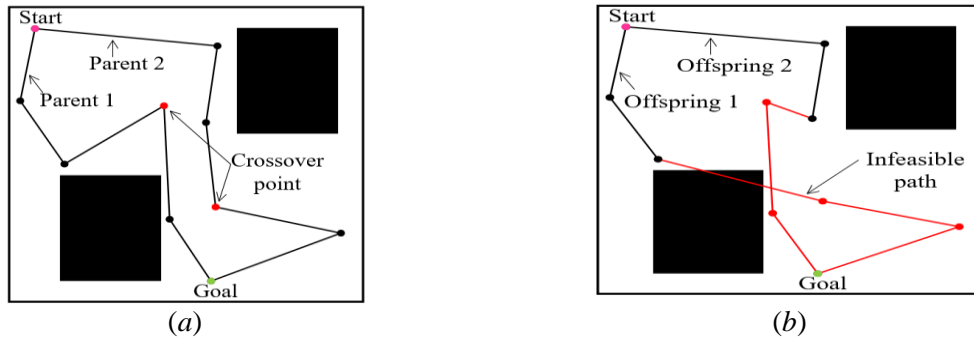 Start
Parent 2
Parent 1
Crossover
point
Goal
(a)
Start
Offspring 2
Offspring 1
Infeasible
path
Goal
(b)